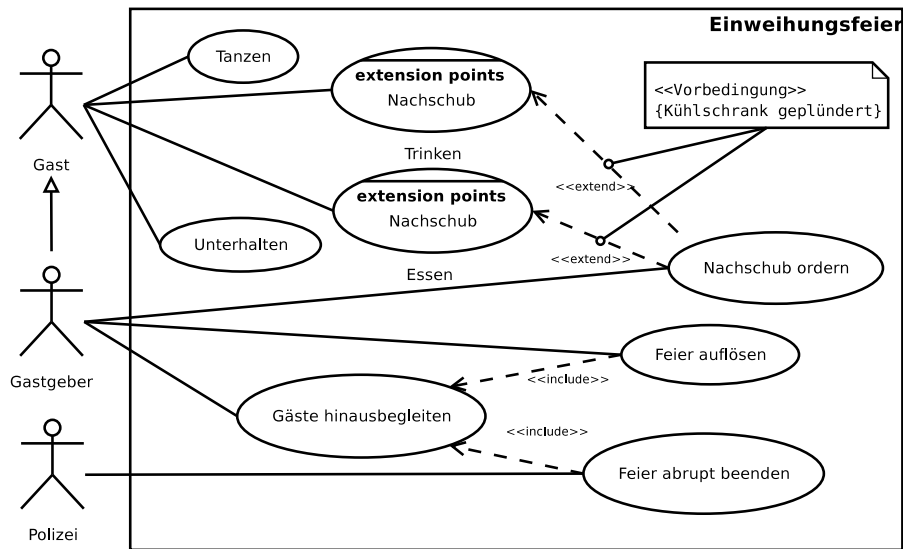 Einweihungsfeier
Tanzen
extension points
Nachschub
<<Vorbedingung>>
{Kühlschrank geplündert}
Gast
Trinken
<<extend>>
extension points
Nachschub
Unterhalten
<<extend>>
Nachschub ordern
Essen
Gastgeber
Feier auflösen
<<include>>
Gäste hinausbegleiten
<<include>>
Feier abrupt beenden
Polizei